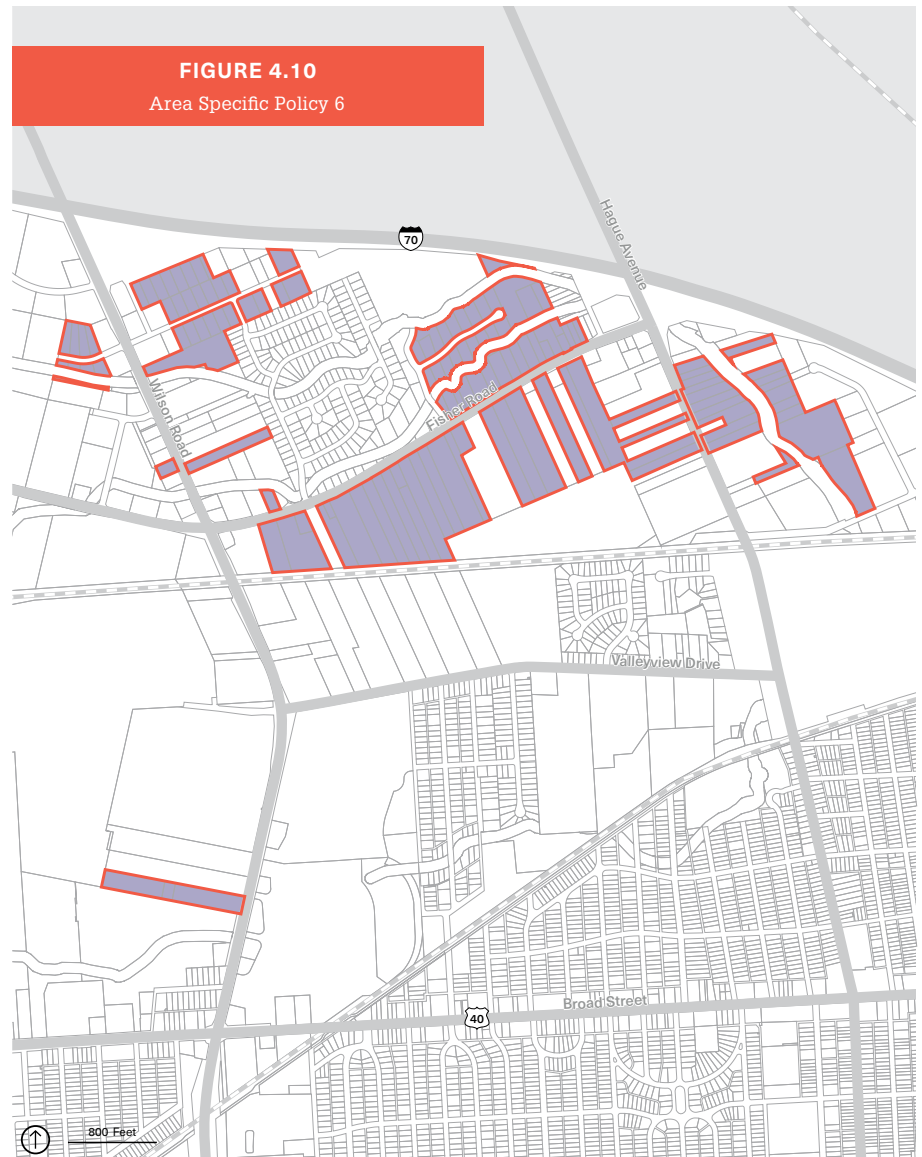 FIGURE 4.10
Area Specific Policy 6
70
Hague Avenue
Wilson Road
Fisher Road
Valleyview Drive
Broad Street
40
800 Feet